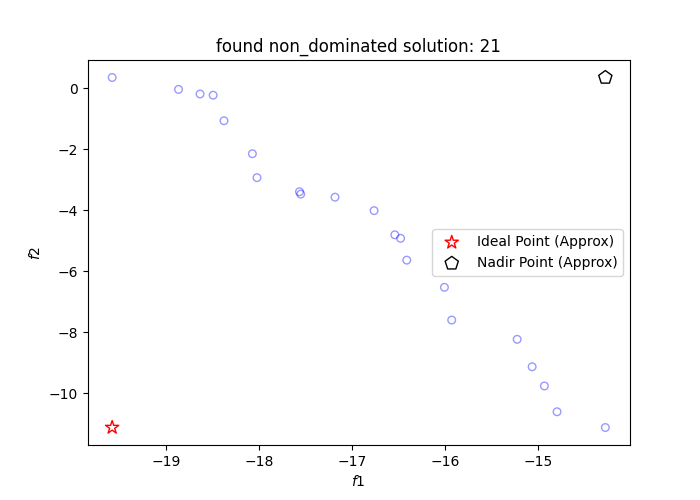 found non_dominated solution: 21
0
−2
−4
−6
−8
−10
f2
Ideal Point (Approx)
Nadir Point (Approx)
−19
−18
−17
−16
−15
f1